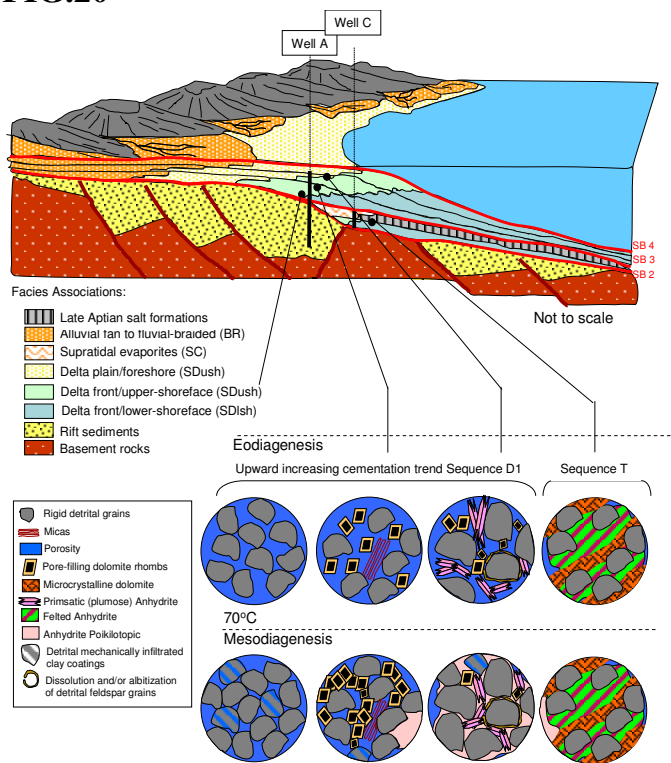 FIG.20
Well C
Well A
SB 4
SB 3
SB 2
Not to scale
Facies Associations:
Late Aptian salt formations
Alluvial fan to fluvial-braided (BR)
Supratidal evaporites (SC)
Delta plain/foreshore (SDush)
Delta front/upper-shoreface (SDush)
Delta front/lower-shoreface (SDlsh)
Rift sediments
Basement rocks
Eodiagenesis
Upward increasing cementation trend Sequence D1
Sequence T
Rigid detrital grains
Micas
Porosity
Pore-filling dolomite rhombs
Microcrystalline dolomite
Primsatic (plumose) Anhydrite
Felted Anhydrite
Anhydrite Poikilotopic
Detrital mechanically infiltrated
clay coatings
Dissolution and/or albitization
of detrital feldspar grains
70°C
Mesodiagenesis